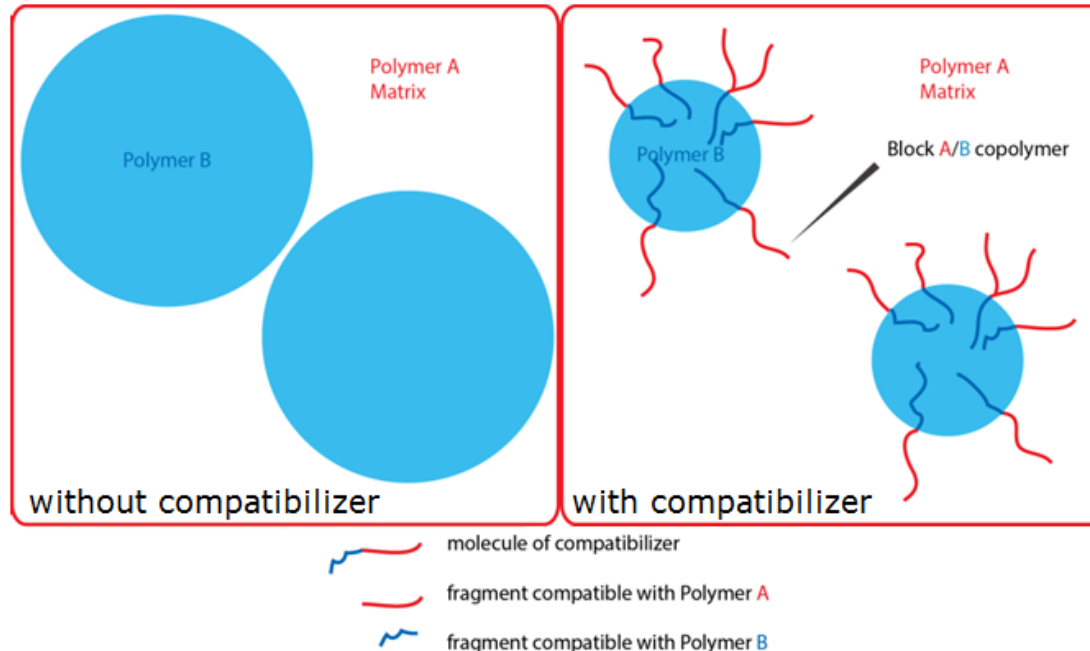 Polymer A
Matrix
Polymer B
without compatibilizer
Polymer A
Matrix
Polymer B
Block A/B copolymer
with compatibilizer
molecule of compatibilizer
fragment compatible with Polymer A
fragment compatible with Polymer B